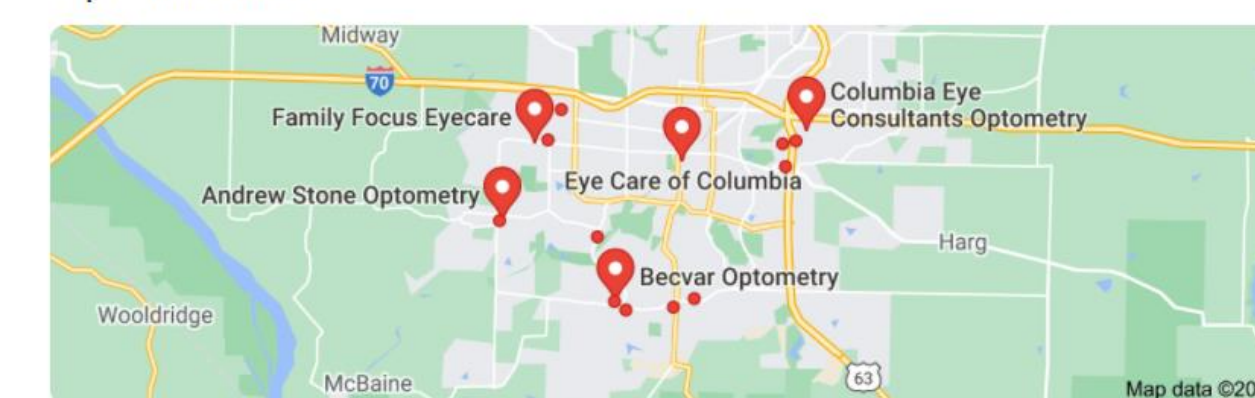 Midway
70
Family Focus Eyecare
Columbia Eye
Consultants Optometry
Andrew Stone Optometry
Eye Care of Columbia
Harg
Becvar Optometry
Wooldridge
McBaine
63
Map data ©20